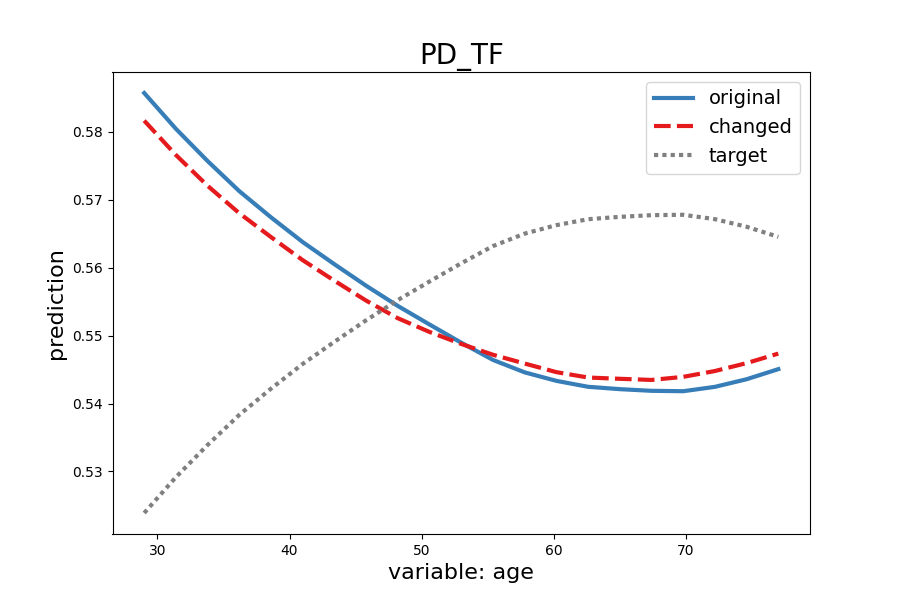 PD_TF
original
changed
target
prediction
0.58
0.57
0.56
0.55
0.54
0.53
30 40 50 60 70
variable: age